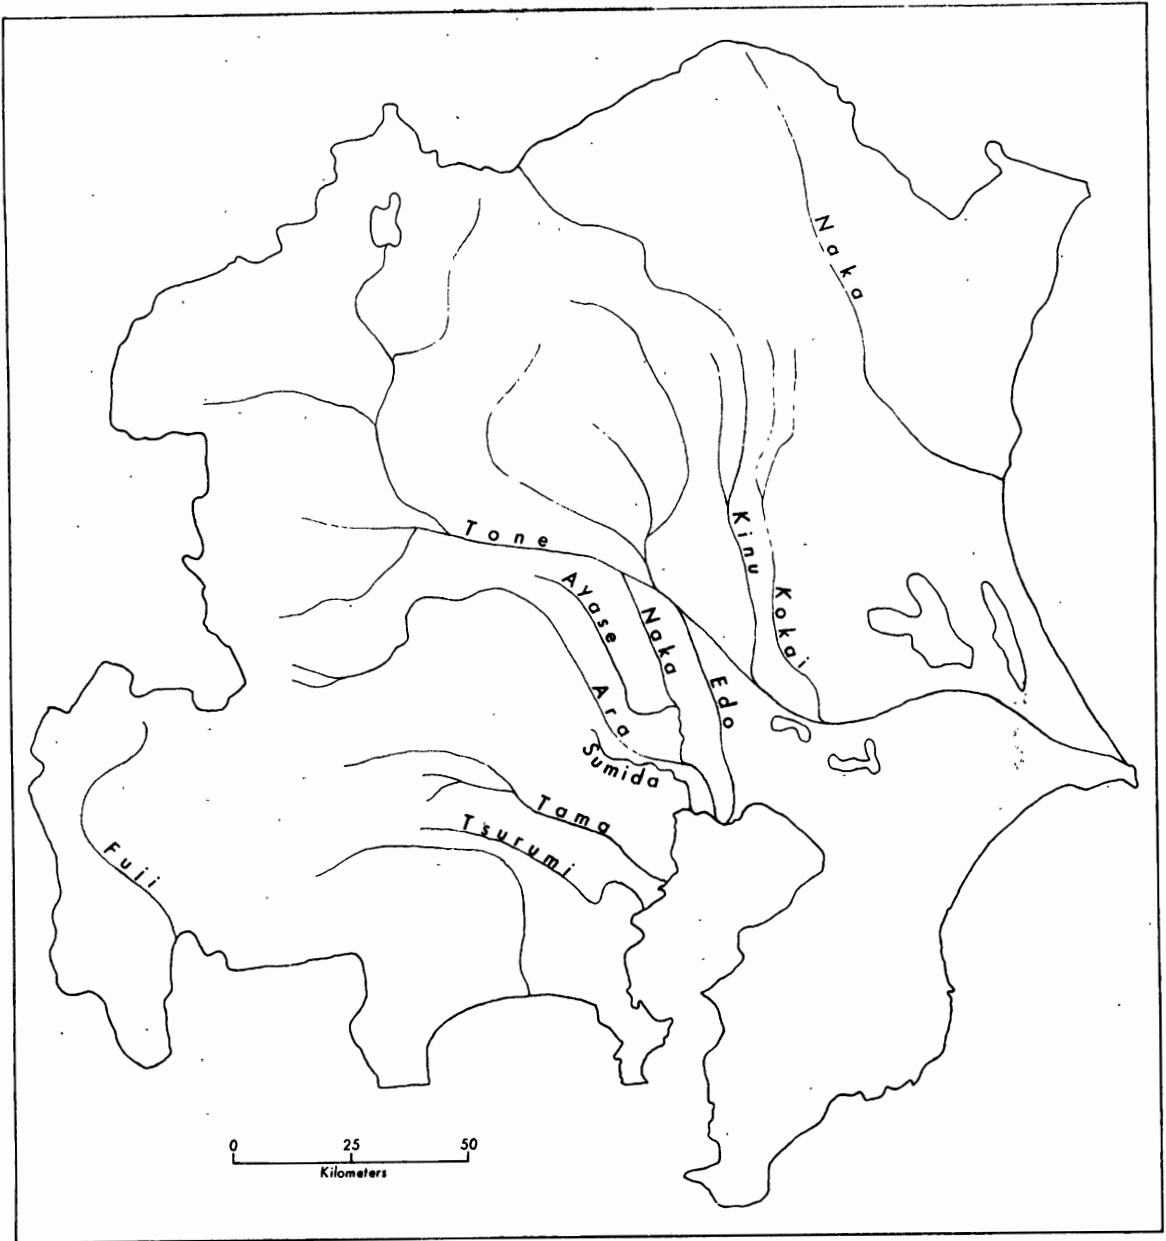 Naka
Tone
Kinu
Ayase
Kokai
Naka
Edo
Ara
Sumida
Tama
Tsurumi
Fuji
0 25 50
Kilometers